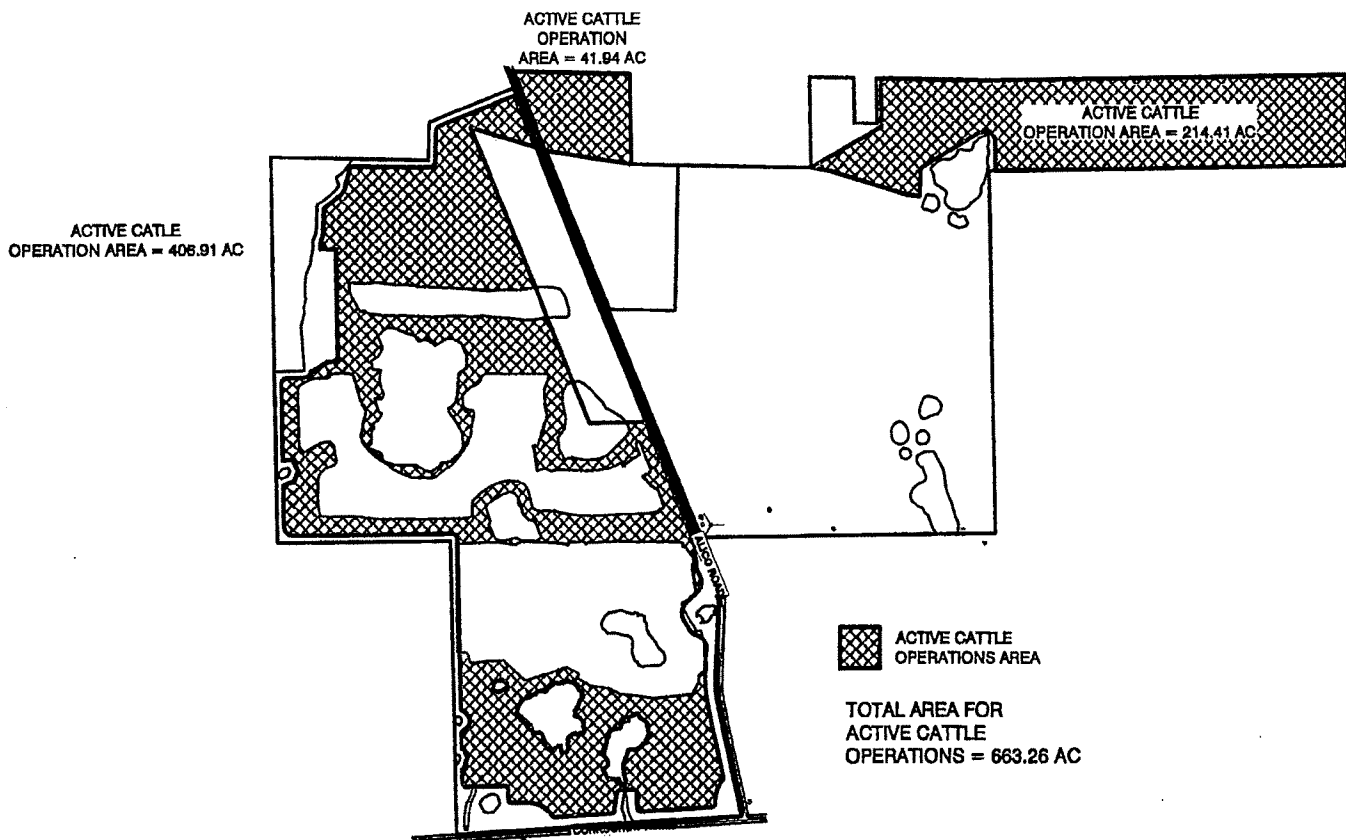 ACTIVE CATTLE
OPERATION
AREA = 41.94 AC
ACTIVE CATTLE
OPERATION AREA = 214.41 AC
ACTIVE CATLE
OPERATION AREA = 406.91 AC
ALICO ROAD
ACTIVE CATTLE
OPERATIONS AREA
TOTAL AREA FOR
ACTIVE CATTLE
OPERATIONS = 663.26 AC